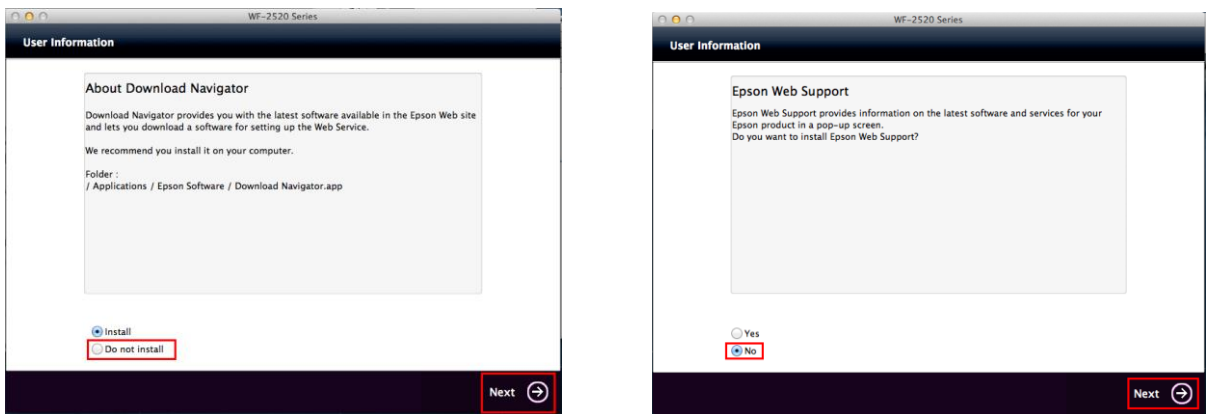 WF-2520 Series
User Information
About Download Navigator
Download Navigator provides you with the latest software available in the Epson Web site
and lets you download a software for setting up the Web Service.
We recommend you install it on your computer.
Folder :
/ Applications / Epson Software / Download Navigator.app
Install
Do not install
Next
WF-2520 Series
User Information
Epson Web Support
Epson Web Support provides information on the latest software and services for your
Epson product in a pop-up screen.
Do you want to install Epson Web Support?
Yes
No
Next